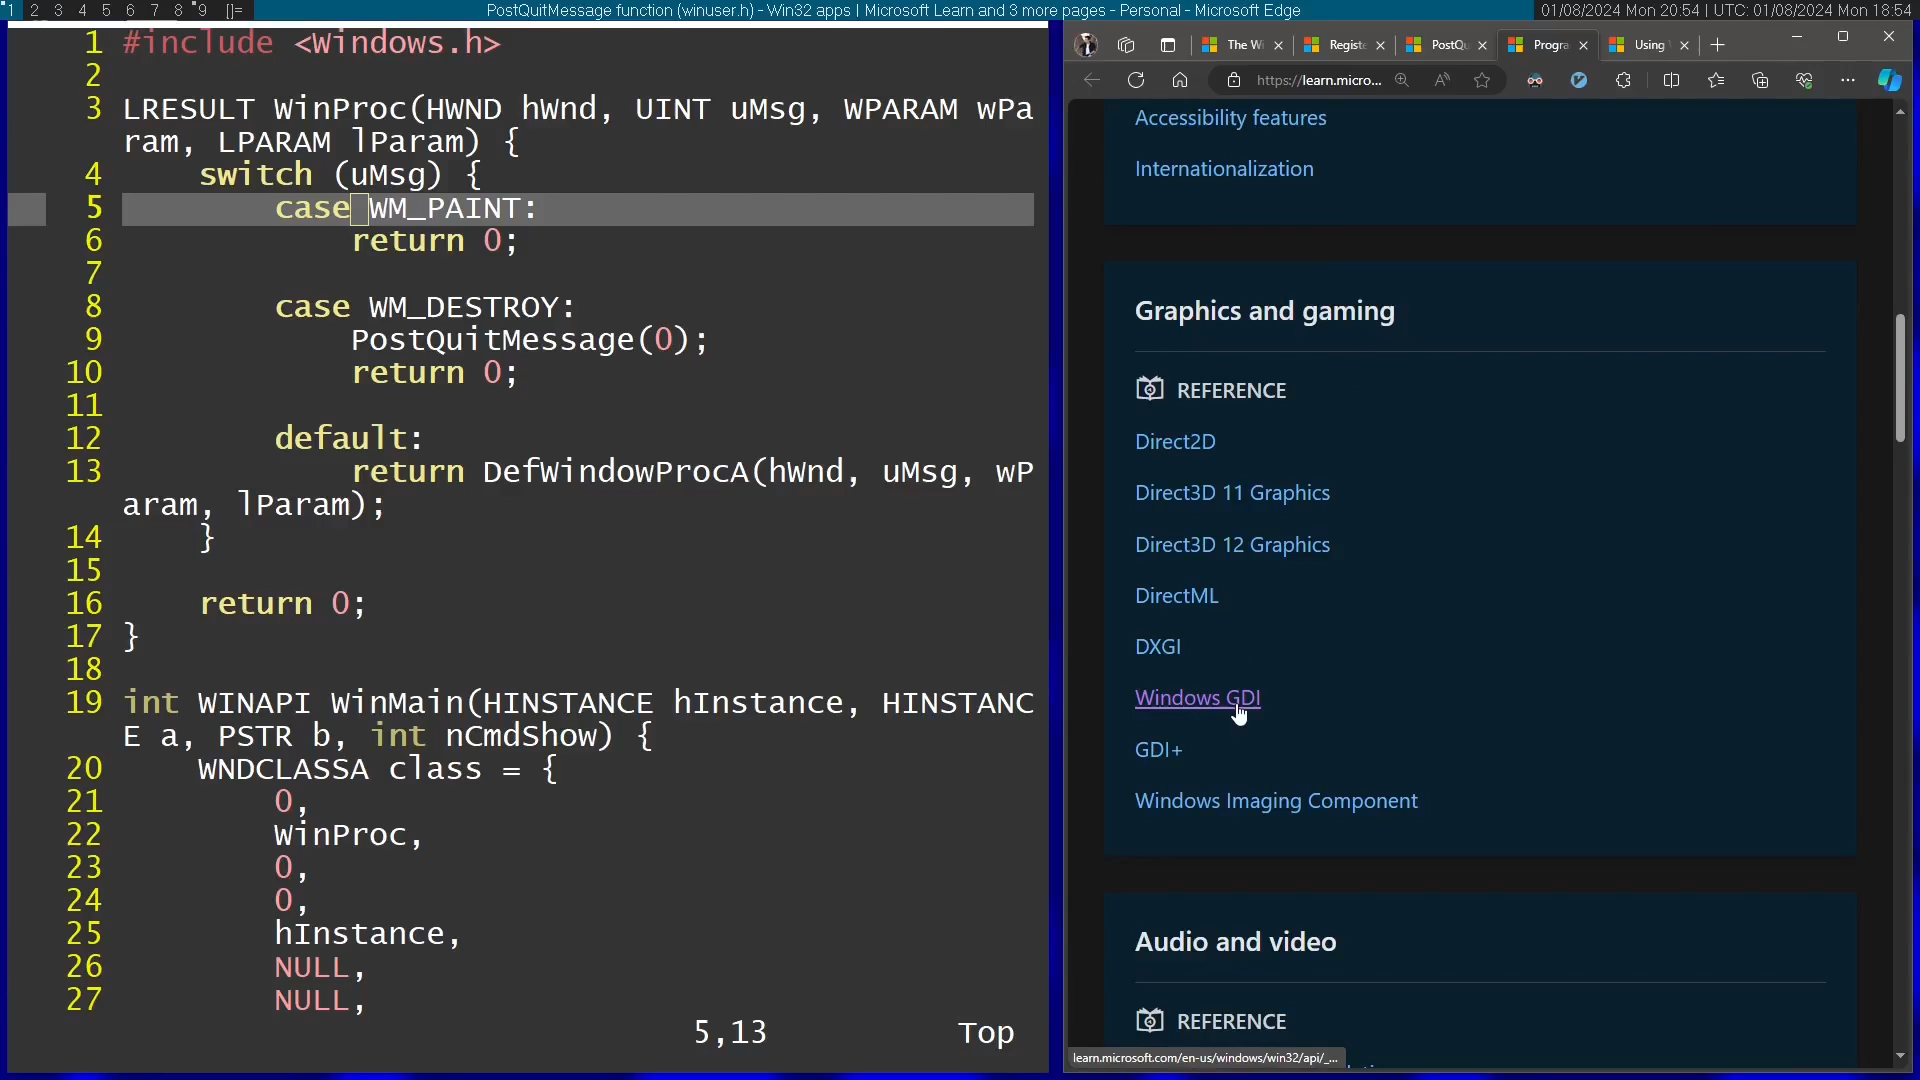 1 2 3 4 5 6 7 8 9 []= PostQuitMessage function (winuser.h) - Win32 apps | Microsoft Learn and 3 more pages - Personal - Microsoft Edge 01/08/2024 Mon 20:54 | UTC: 01/08/2024 Mon 18:54
1 #include <Windows.h>
2
3 LRESULT WinProc(HWND hWnd, UINT uMsg, WPARAM wPa
ram, LPARAM lParam) {
4 switch (uMsg) {
5 case WM_PAINT:
6 return 0;
7
8 case WM_DESTROY:
9 PostQuitMessage(0);
10 return 0;
11
12 default:
13 return DefWindowProcA(hWnd, uMsg, wP
aram, lParam);
14 }
15
16 return 0;
17 }
18
19 int WINAPI WinMain(HINSTANCE hInstance, HINSTANC
E a, PSTR b, int nCmdShow) {
20 WNDCLASSA class = {
21 0,
22 WinProc,
23 0,
24 0,
25 hInstance,
26 NULL,
27 NULL,
5,13 Top
The Wi Registe PostQu Progra Using
https://learn.micro...
Accessibility features
Internationalization
Graphics and gaming
REFERENCE
Direct2D
Direct3D 11 Graphics
Direct3D 12 Graphics
DirectML
DXGI
Windows GDI
GDI+
Windows Imaging Component
Audio and video
REFERENCE
learn.microsoft.com/en-us/windows/win32/api/_...